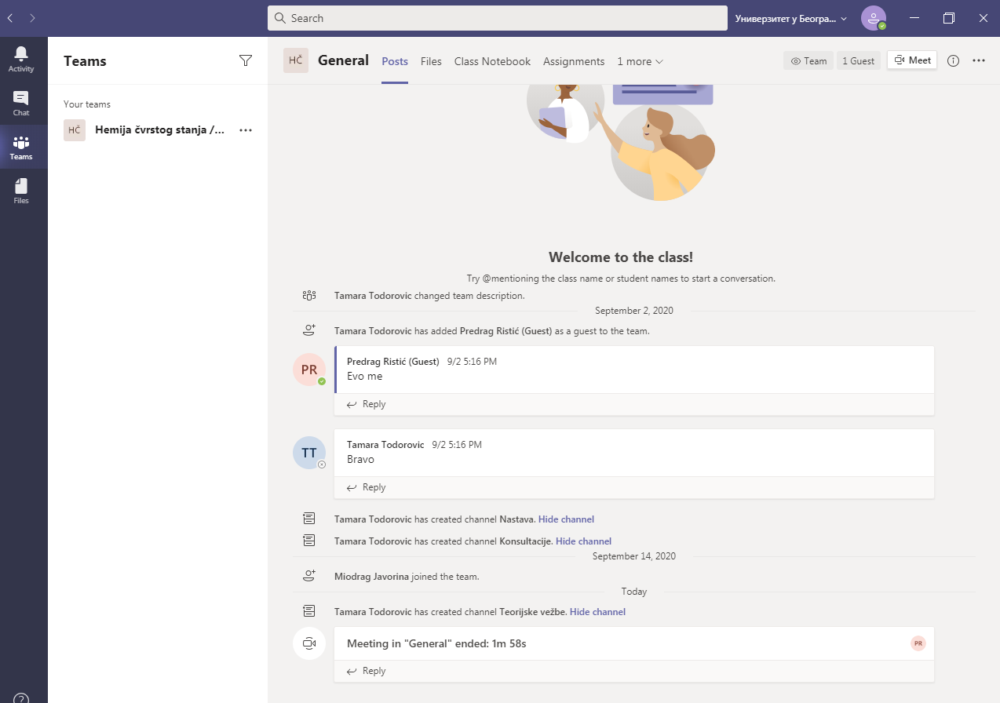 Search
Универзитет у Београ...
Activity
Chat
Teams
Files
Teams
Your teams
HČ
Hemija čvrstog stanja /...
HČ
General
Posts
Files
Class Notebook
Assignments
1 more
Team
1 Guest
Meet
Welcome to the class!
Try @mentioning the class name or student names to start a conversation.
Tamara Todorovic changed team description.
September 2, 2020
Tamara Todorovic has added Predrag Ristić (Guest) as a guest to the team.
PR
Predrag Ristić (Guest) 9/2 5:16 PM
Evo me
Reply
TT
Tamara Todorovic 9/2 5:16 PM
Bravo
Reply
Tamara Todorovic has created channel Nastava. Hide channel
Tamara Todorovic has created channel Konsultacije. Hide channel
September 14, 2020
Miodrag Javorina joined the team.
Today
Tamara Todorovic has created channel Teorijske vežbe. Hide channel
Meeting in "General" ended: 1m 58s
PR
Reply